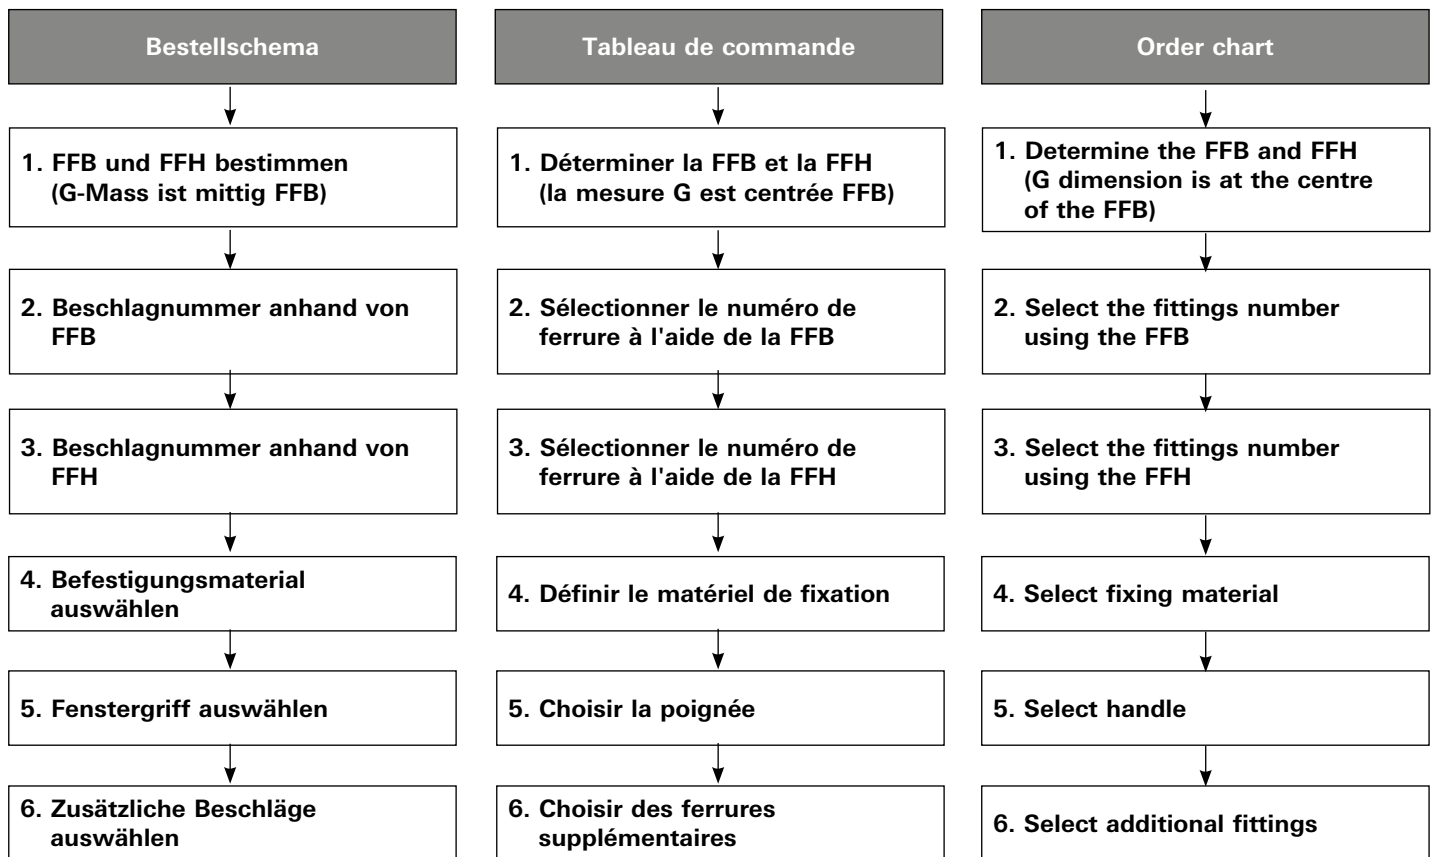 Bestellschema
1. FFB und FFH bestimmen
(G-Mass ist mittig FFB)
2. Beschlagnummer anhand von
FFB
3. Beschlagnummer anhand von
FFH
4. Befestigungsmaterial
auswählen
5. Fenstergriff auswählen
6. Zusätzliche Beschläge
auswählen
Tableau de commande
1. Déterminer la FFB et la FFH
(la mesure G est centrée FFB)
2. Sélectionner le numéro de
ferrure à l'aide de la FFB
3. Sélectionner le numéro de
ferrure à l'aide de la FFH
4. Définir le matériel de fixation
5. Choisir la poignée
6. Choisir des ferrures
supplémentaires
Order chart
1. Determine the FFB and FFH
(G dimension is at the centre
of the FFB)
2. Select the fittings number
using the FFB
3. Select the fittings number
using the FFH
4. Select fixing material
5. Select handle
6. Select additional fittings